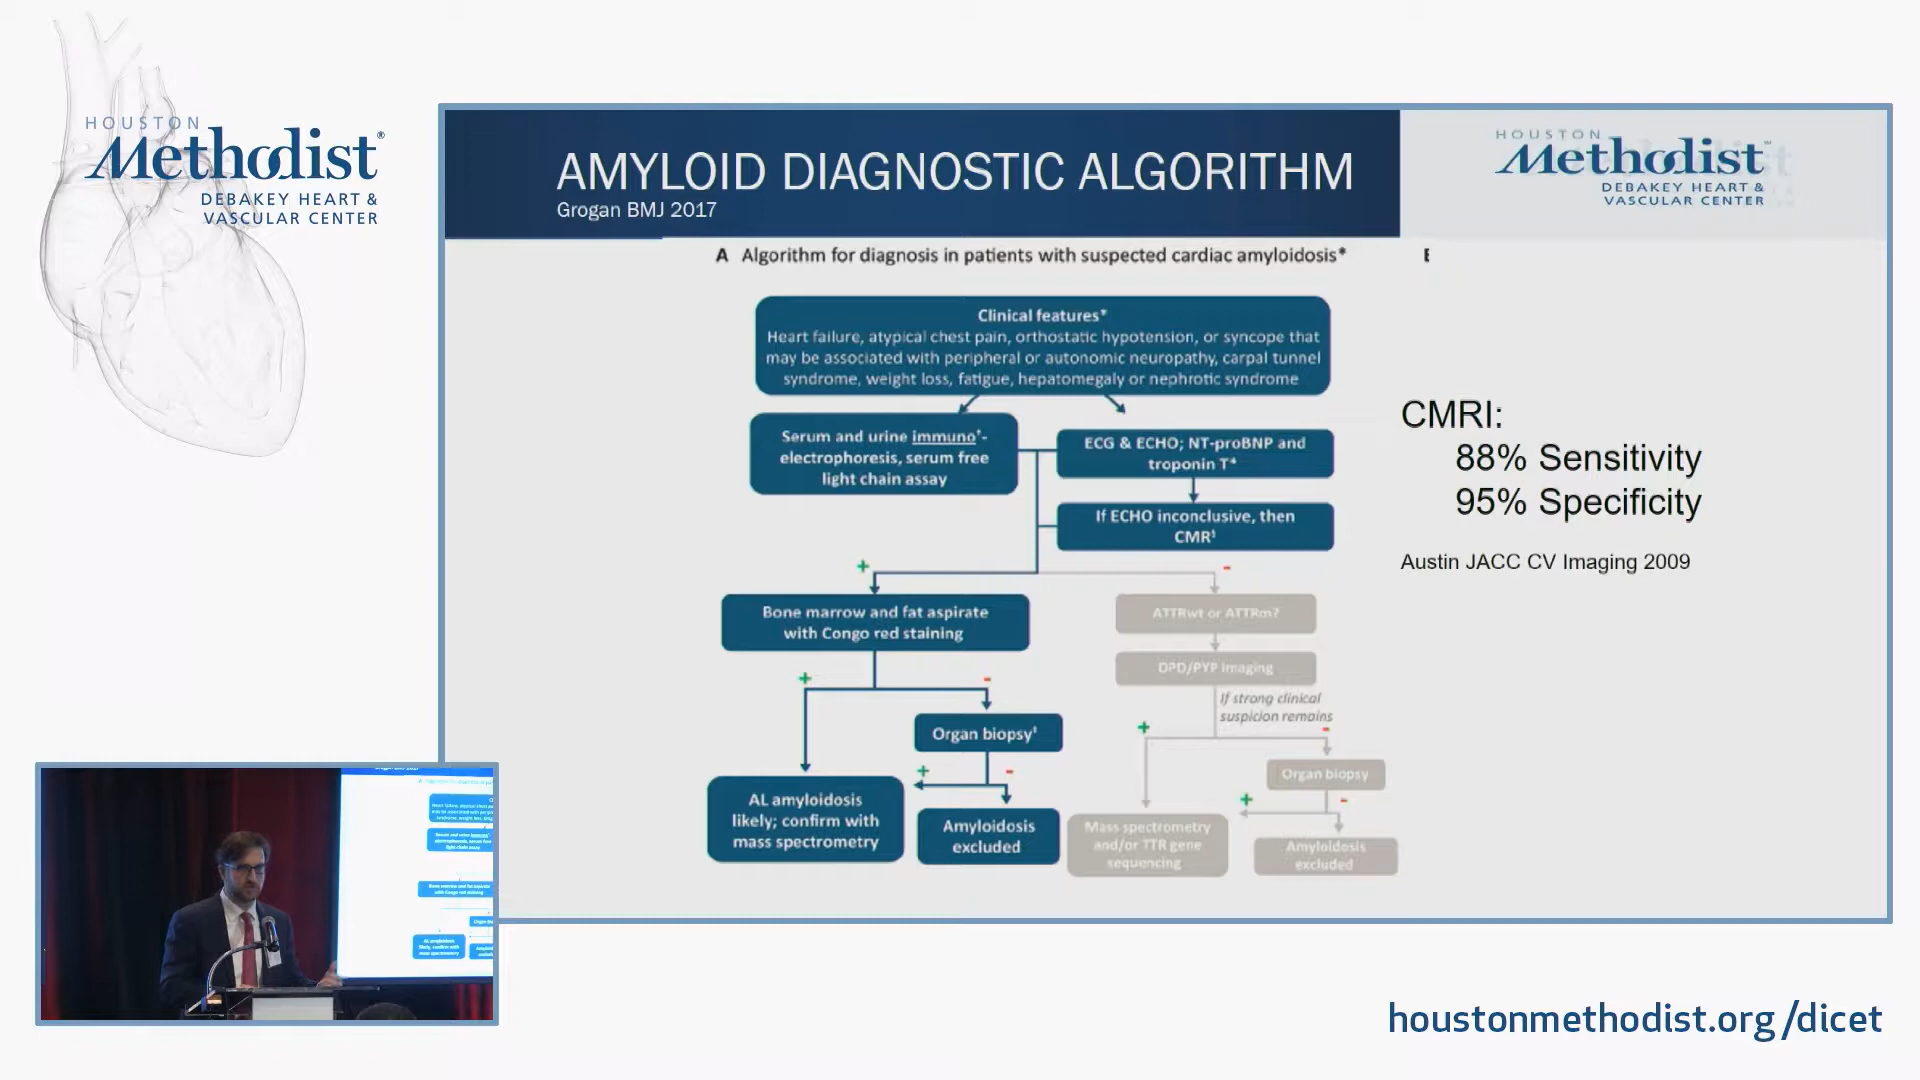 HOUSTON
Methodist®
DEBAKEY HEART &
VASCULAR CENTER
AMYLOID DIAGNOSTIC ALGORITHM
Grogan BMJ 2017
HOUSTON
Methodist™
DEBAKEY HEART &
VASCULAR CENTER
A Algorithm for diagnosis in patients with suspected cardiac amyloidosis*
Clinical features*
Heart failure, atypical chest pain, orthostatic hypotension, or syncope that
may be associated with peripheral or autonomic neuropathy, carpal tunnel
syndrome, weight loss, fatigue, hepatomegaly or nephrotic syndrome
Serum and urine immuno†-
electrophoresis, serum free
light chain assay
ECG & ECHO; NT-proBNP and
troponin T*
If ECHO inconclusive, then
CMR
+
-
Bone marrow and fat aspirate
with Congo red staining
ATTRwt or ATTRm?
DPD/PYP imaging
If strong clinical
suspicion remains
+
-
Organ biopsy‡
+
-
AL amyloidosis
likely; confirm with
mass spectrometry
Amyloidosis
excluded
+
-
Organ biopsy
+
-
Mass spectrometry
and/or TTR gene
sequencing
Amyloidosis
excluded
CMRI:
88% Sensitivity
95% Specificity
Austin JACC CV Imaging 2009
houstonmethodist.org/dicet